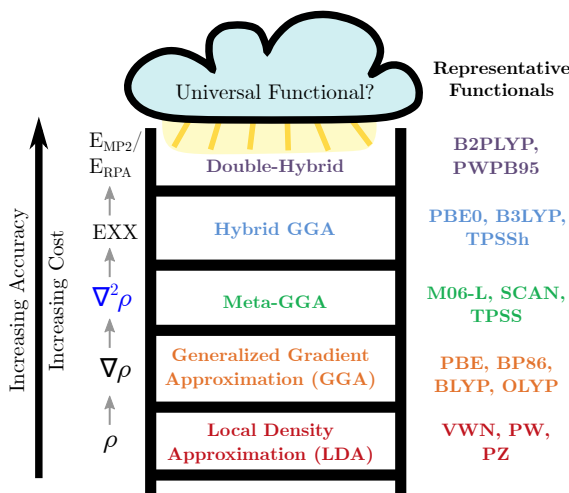 Universal Functional?
Representative
Functionals
Increasing Accuracy
Increasing Cost
E_MP2/
E_RPA
Double-Hybrid
B2PLYP,
PWPB95
EXX
Hybrid GGA
PBE0, B3LYP,
TPSSh
∇²ρ
Meta-GGA
M06-L, SCAN,
TPSS
∇ρ
Generalized Gradient
Approximation (GGA)
PBE, BP86,
BLYP, OLYP
ρ
Local Density
Approximation (LDA)
VWN, PW,
PZ